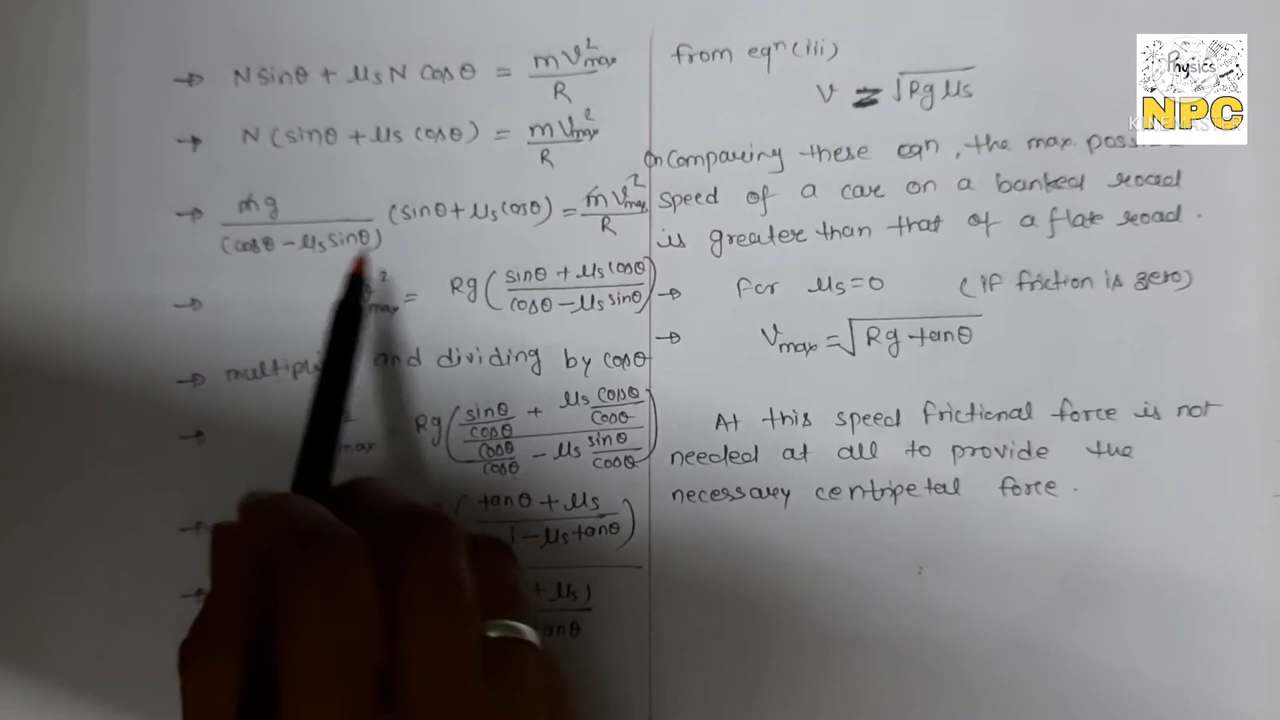 → N sinθ + μs N cosθ = mv²max / R
→ N (sinθ + μs cosθ) = mv²max / R
→ mg / (cosθ - μs sinθ) (sinθ + μs cosθ) = mv²max / R
→ ²max = Rg ( sinθ + μs cosθ / cosθ - μs sinθ )
→ and dividing by cosθ
→ Rg ( sinθ/cosθ + μs cosθ/cosθ / cosθ/cosθ - μs sinθ/cosθ )
→ ( tanθ + μs / 1 - μs tanθ )
→ + μs)
from eqn (iii)
v = √Rg μs
On comparing these eqn, the max.
speed of a car on a banked road
is greater than that of a flate road.
→ For μs = 0 (if friction is zero)
→ Vmax = √Rg tanθ
At this speed frictional force is not
needed at all to provide the
necessary centripetal force.
Physics
NPC